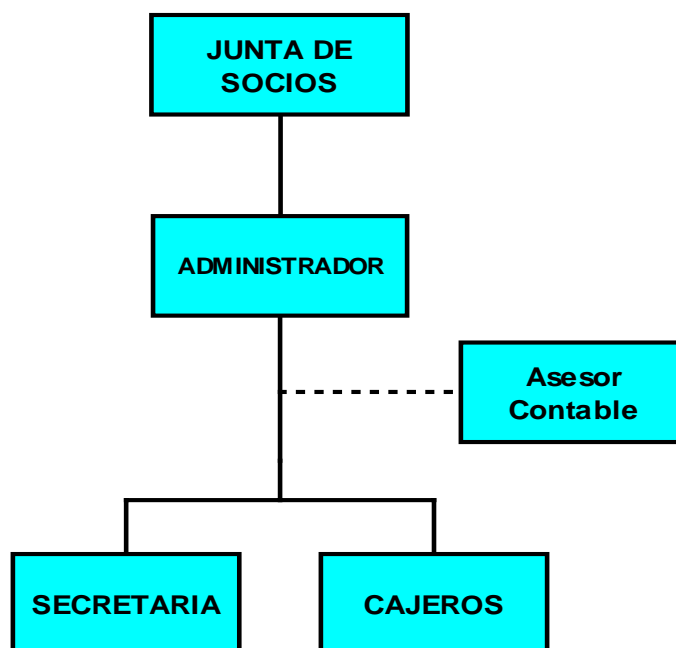 JUNTA DE
SOCIOS
ADMINISTRADOR
Asesor
Contable
SECRETARIA
CAJEROS